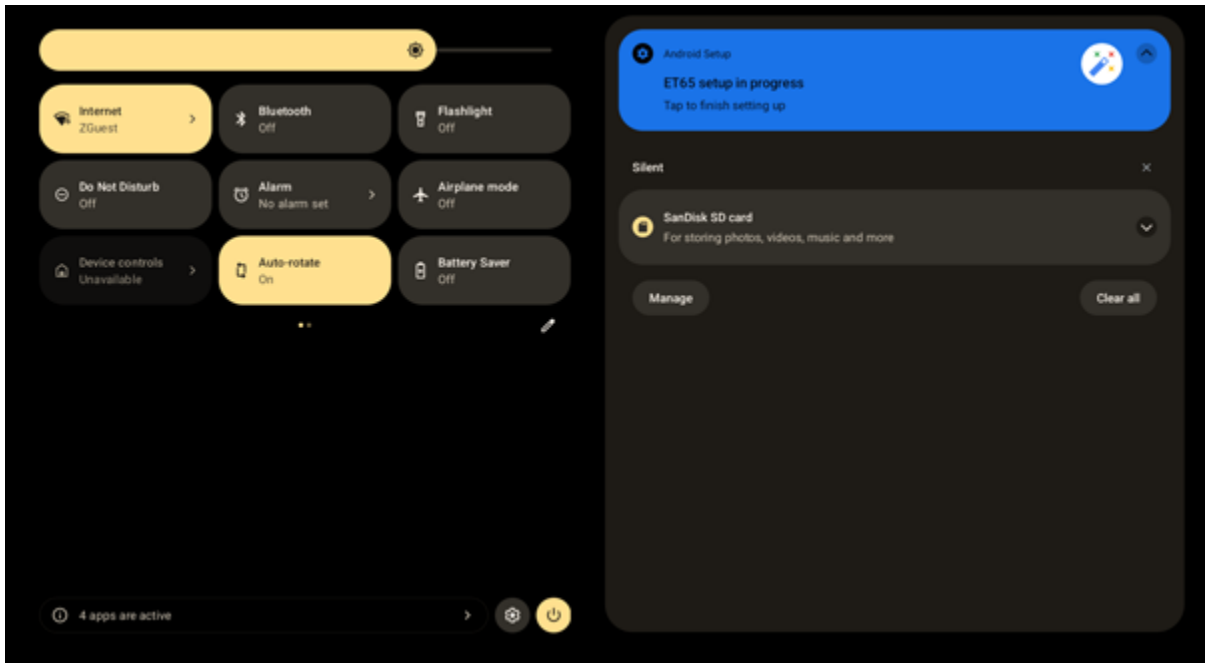 Internet
ZGuest
Bluetooth
Off
Flashlight
Off
Do Not Disturb
Off
Alarm
No alarm set
Airplane mode
Off
Device controls
Unavailable
Auto-rotate
On
Battery Saver
Off
4 apps are active
Android Setup
ET65 setup in progress
Tap to finish setting up
Silent
SanDisk SD card
For storing photos, videos, music and more
Manage
Clear all